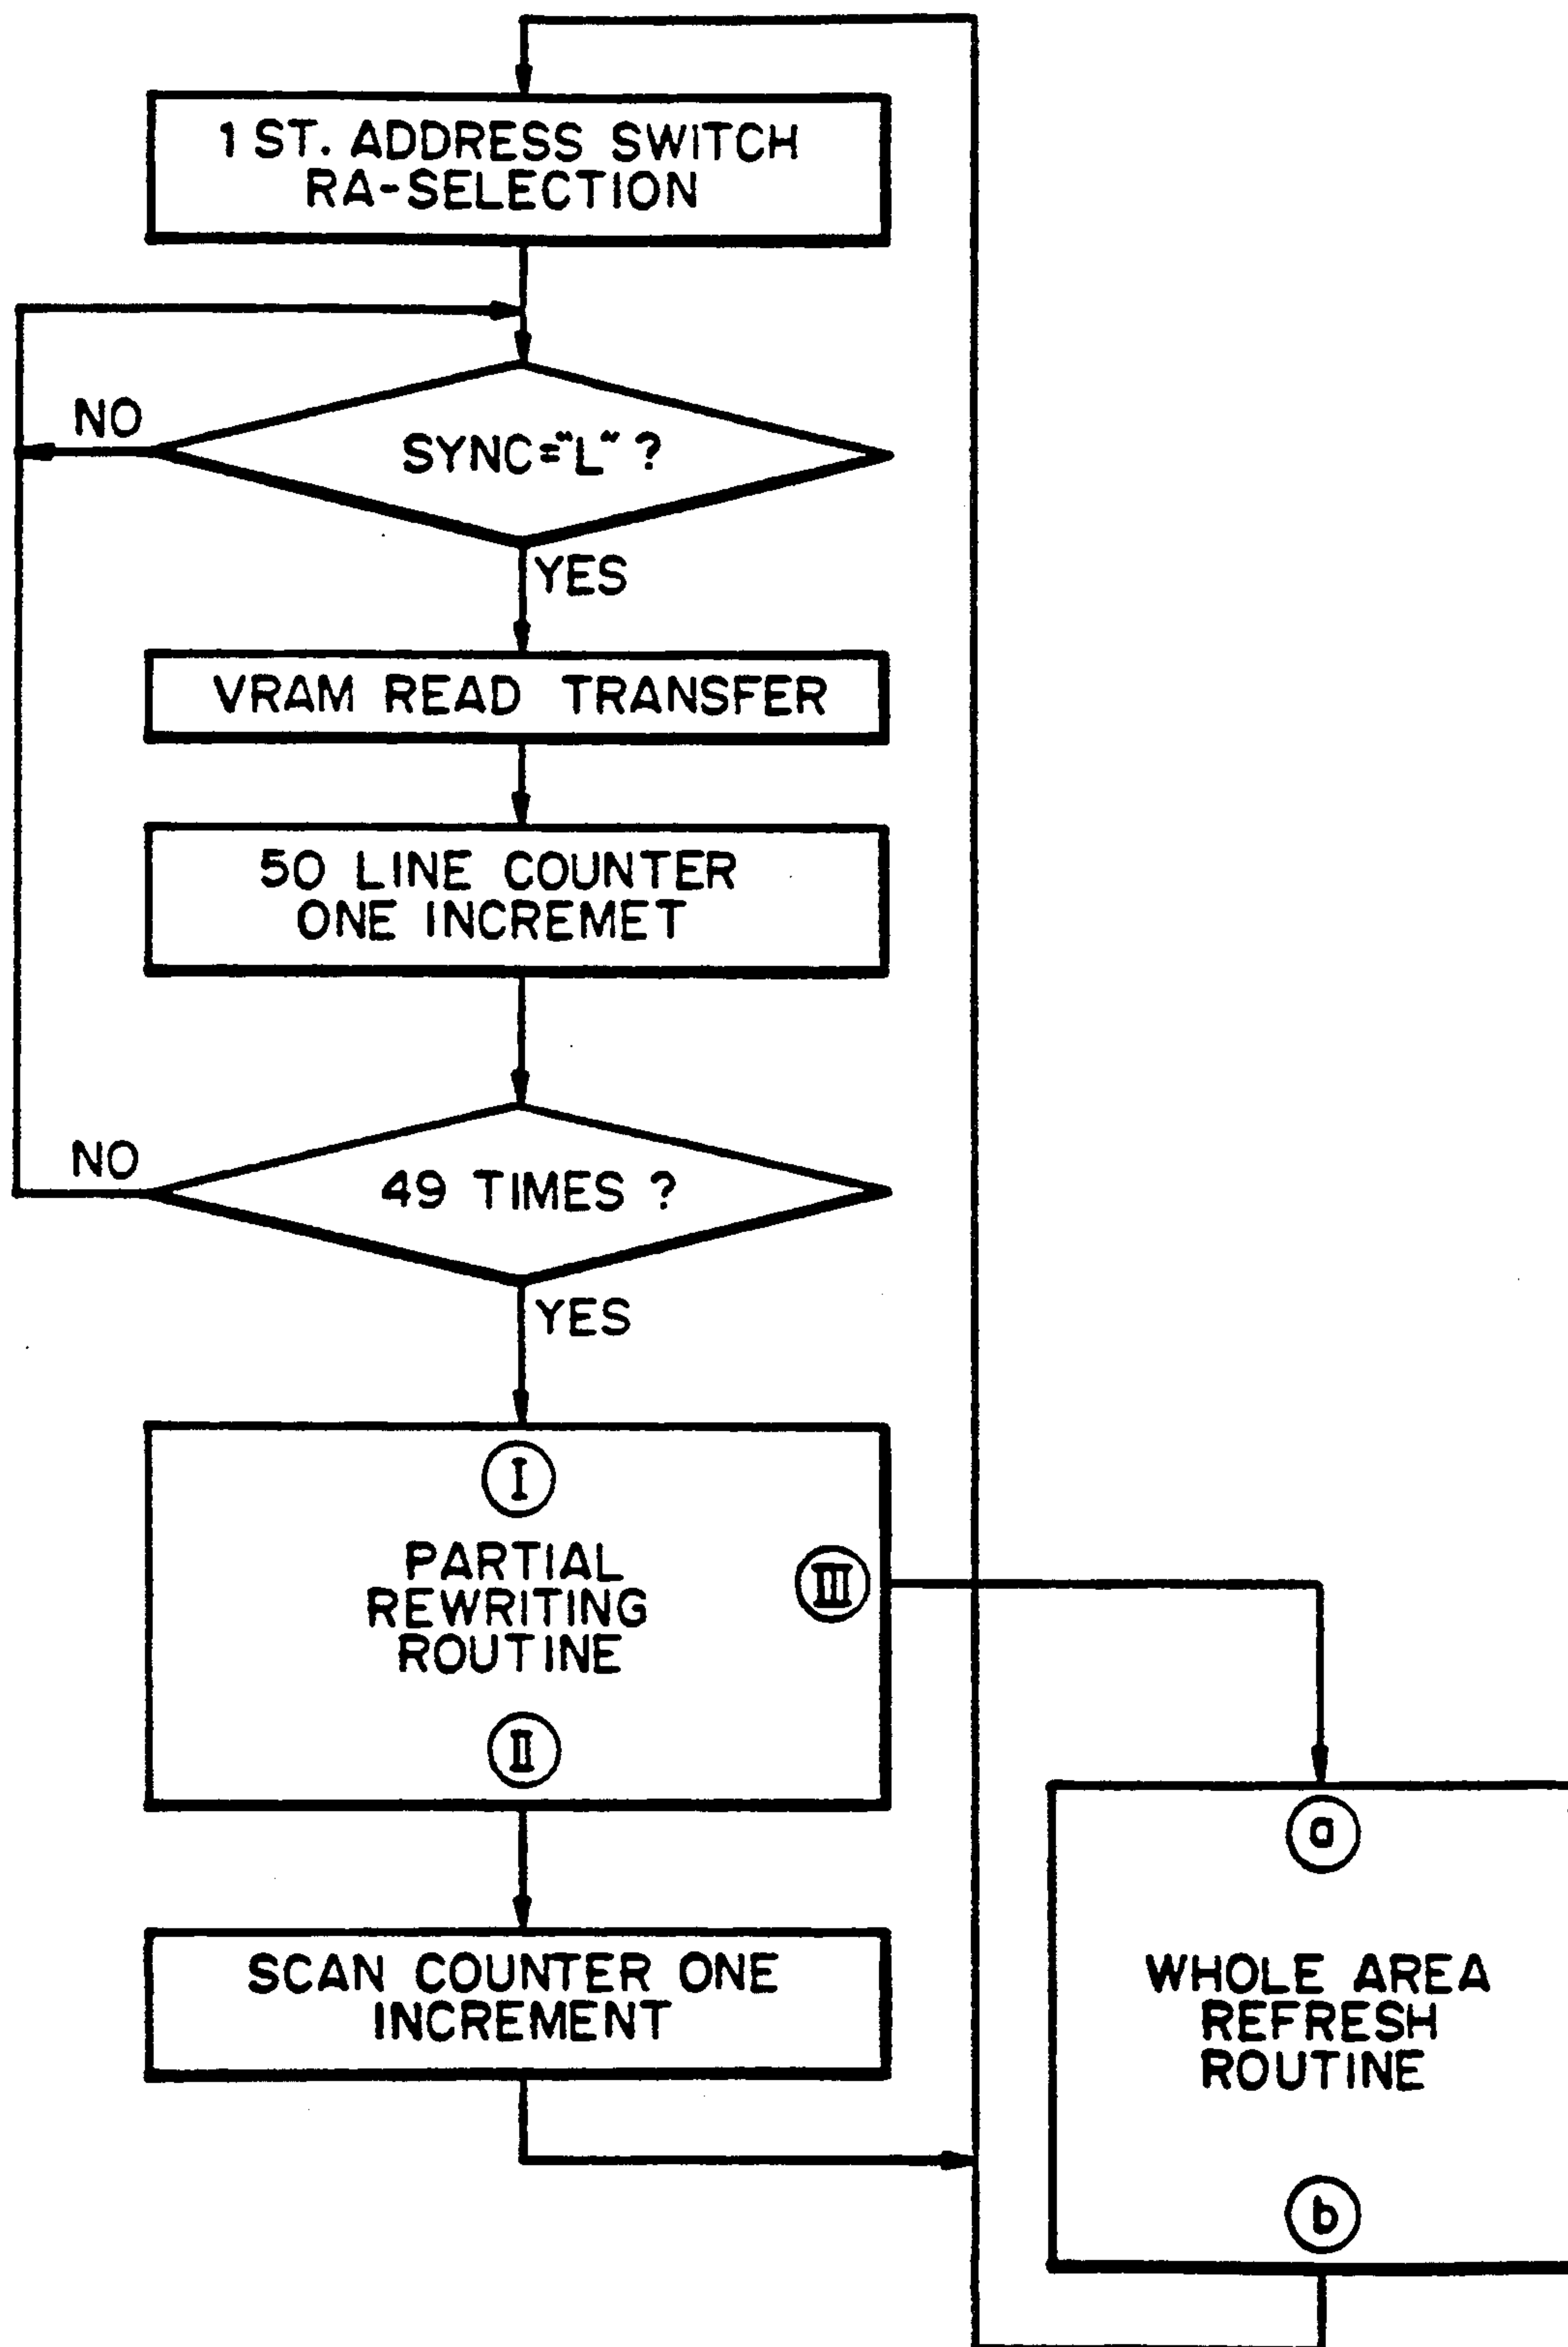 1 ST. ADDRESS SWITCH
RA-SELECTION
NO
SYNC="L" ?
YES
VRAM READ TRANSFER
50 LINE COUNTER
ONE INCREMET
NO
49 TIMES ?
YES
I
PARTIAL
REWRITING
ROUTINE
III
II
a
SCAN COUNTER ONE
INCREMENT
WHOLE AREA
REFRESH
ROUTINE
b